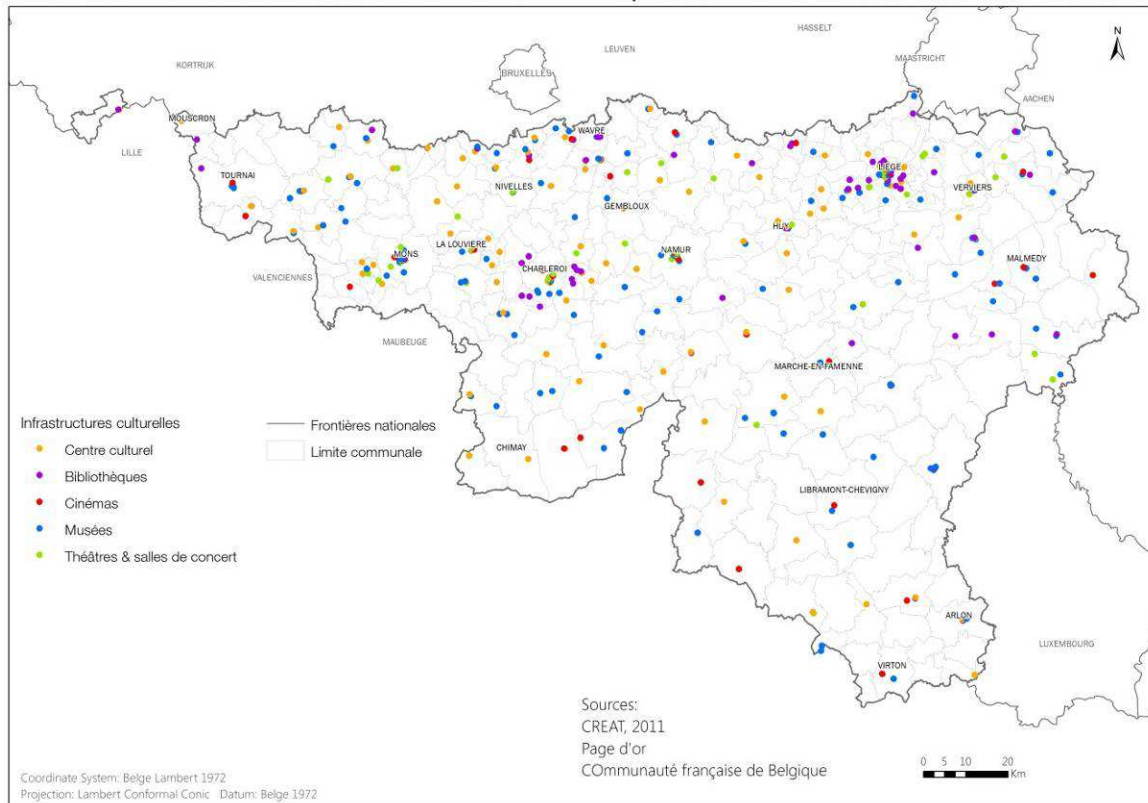 HASSELT
LEUVEN
N
KORTRIJK
BRUXELLES
MAASTRICHT
AACHEN
MOUSCRON
WAVRE
LILLE
LIEGE
TOURNAI
NIVELLES
VERVIERS
GEMBLOUX
HUY
LA LOUVIERE
MONS
NAMUR
MALMEDY
CHARLEROI
VALENCIENNES
MAUBEUGE
MARCHE-EN-FAMENNE
Infrastructures culturelles
Centre culturel
Bibliothèques
Cinémas
Musées
Théâtres & salles de concert
Frontières nationales
Limite communale
CHIMAY
LIBRAMONT-CHEVIGNY
ARLON
LUXEMBOURG
VIRTON
Sources:
CREAT, 2011
Page d'or
COmmunauté française de Belgique
0 5 10 20
Km
Coordinate System: Belge Lambert 1972
Projection: Lambert Conformal Conic Datum: Belge 1972